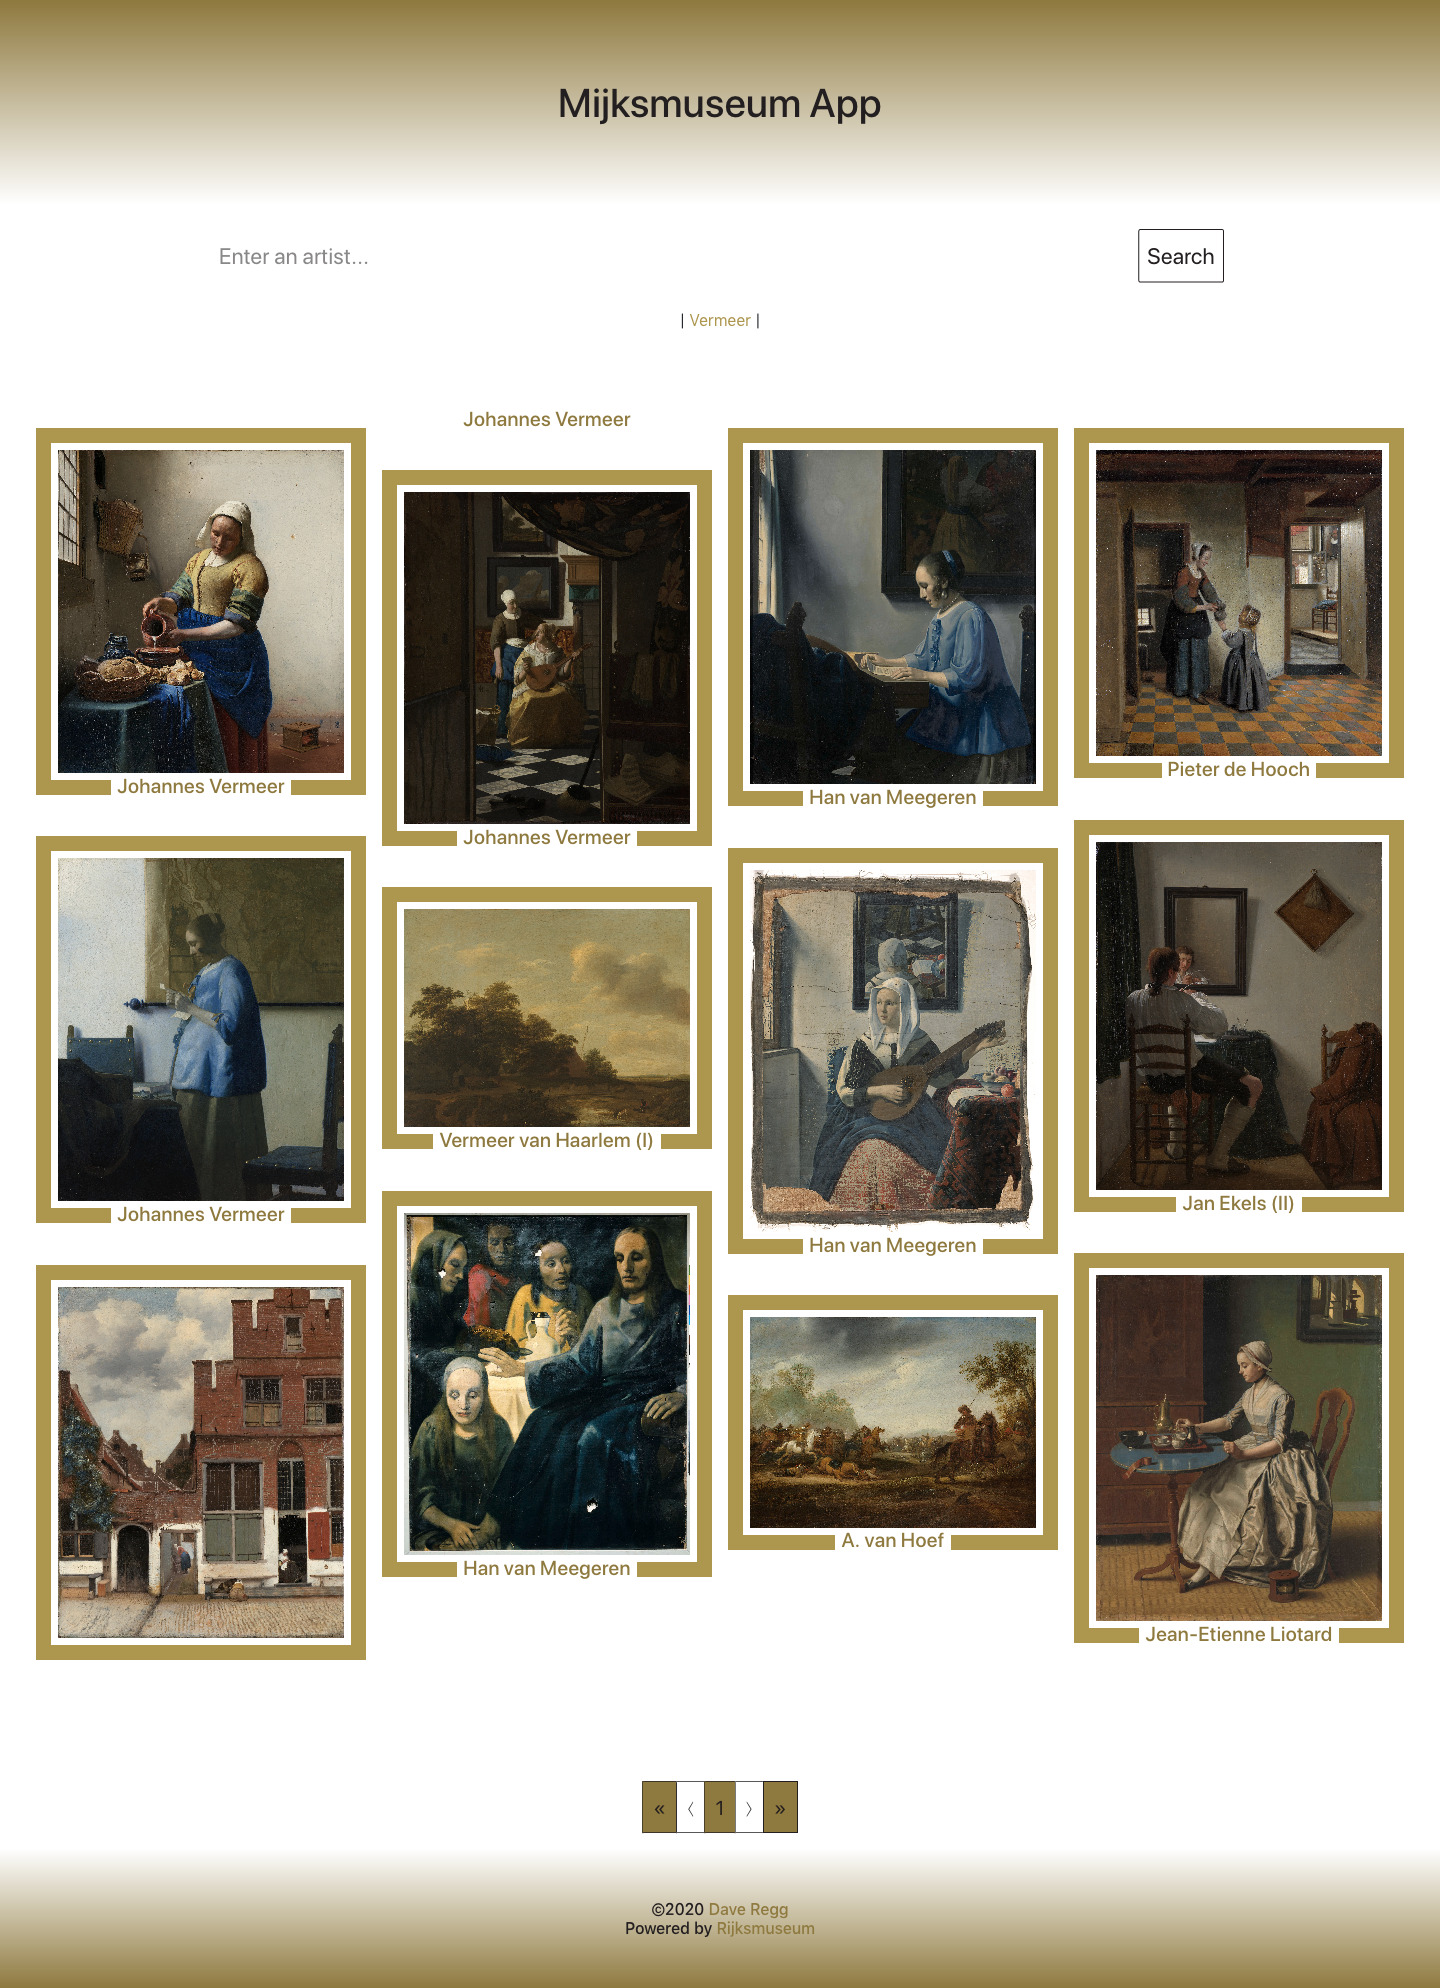 Mijksmuseum App
Enter an artist...
Search
| Vermeer |
Johannes Vermeer
Johannes Vermeer
Johannes Vermeer
Johannes Vermeer
Vermeer van Haarlem (I)
Han van Meegeren
Han van Meegeren
Han van Meegeren
A. van Hoef
Pieter de Hooch
Jan Ekels (II)
Jean-Etienne Liotard
« 〈 1 〉 »
©2020 Dave Regg
Powered by Rijksmuseum